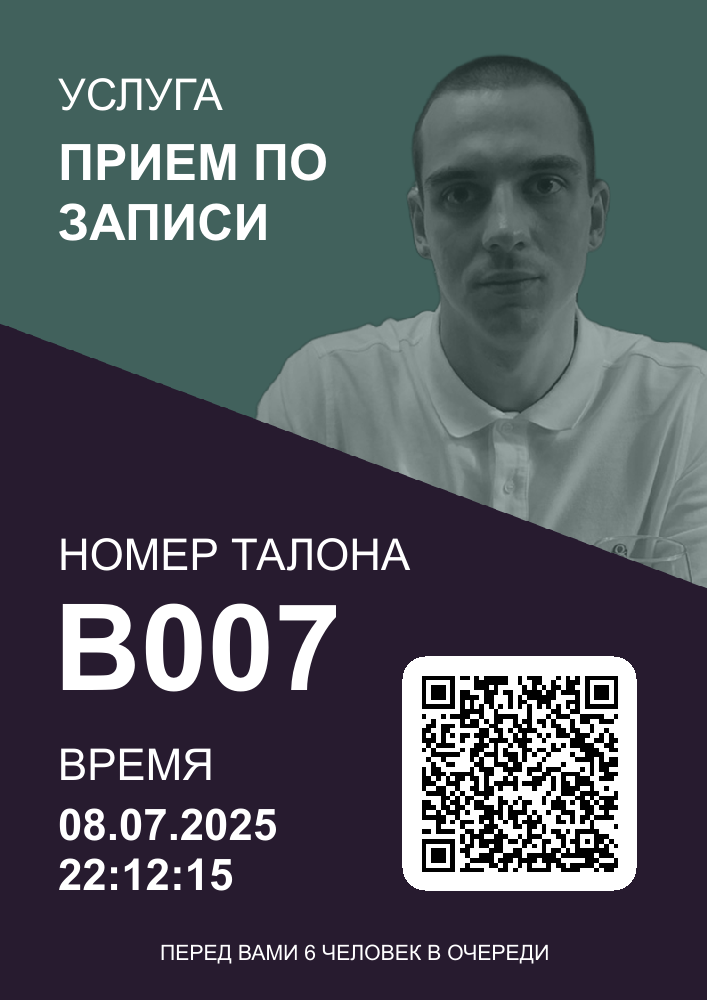 УСЛУГА
ПРИЕМ ПО
ЗАПИСИ
НОМЕР ТАЛОНА
B007
ВРЕМЯ
08.07.2025
22:12:15
ПЕРЕД ВАМИ 6 ЧЕЛОВЕК В ОЧЕРЕДИ